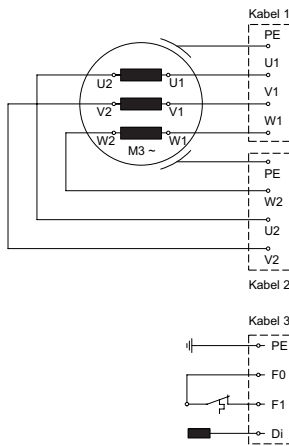 Kabel 1
PE
U2 U1 U1
V2 V1 V1
W2 W1 W1
M3 ~
PE
W2
U2
V2
Kabel 2
Kabel 3
PE
F0
F1
Di